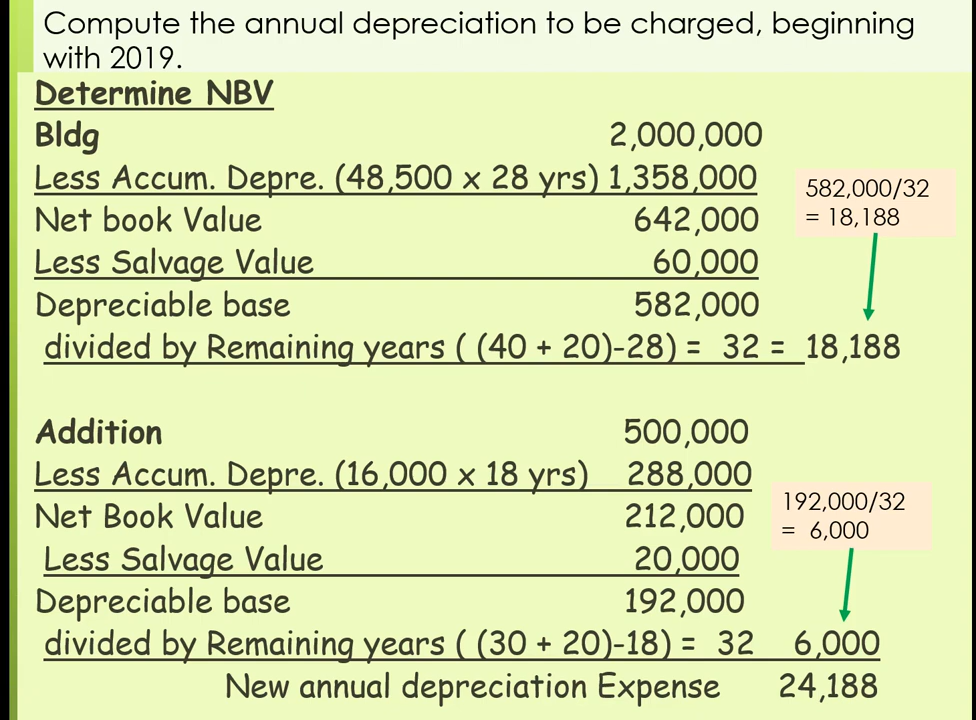 Compute the annual depreciation to be charged, beginning
with 2019.
Determine NBV
Bldg 2,000,000
Less Accum. Depre. (48,500 x 28 yrs) 1,358,000
Net book Value 642,000
Less Salvage Value 60,000
Depreciable base 582,000
divided by Remaining years ( (40 + 20)-28) = 32 = 18,188
582,000/32
= 18,188
Addition 500,000
Less Accum. Depre. (16,000 x 18 yrs) 288,000
Net Book Value 212,000
Less Salvage Value 20,000
Depreciable base 192,000
divided by Remaining years ( (30 + 20)-18) = 32 6,000
New annual depreciation Expense 24,188
192,000/32
= 6,000